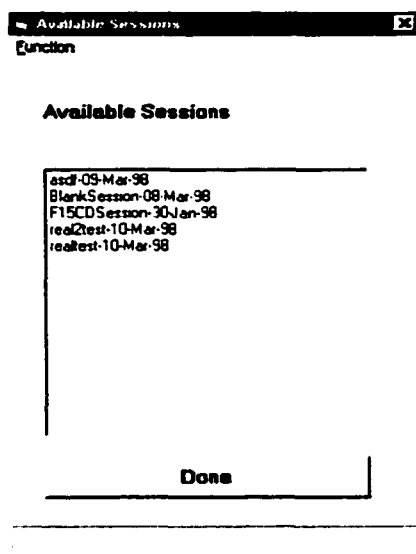 Available Sessions
Function
Available Sessions
asdf-09-Mar-98
BlankSession-08-Mar-98
F15CDSession-30-Jan-98
real2test-10-Mar-98
realtest-10-Mar-98
Done